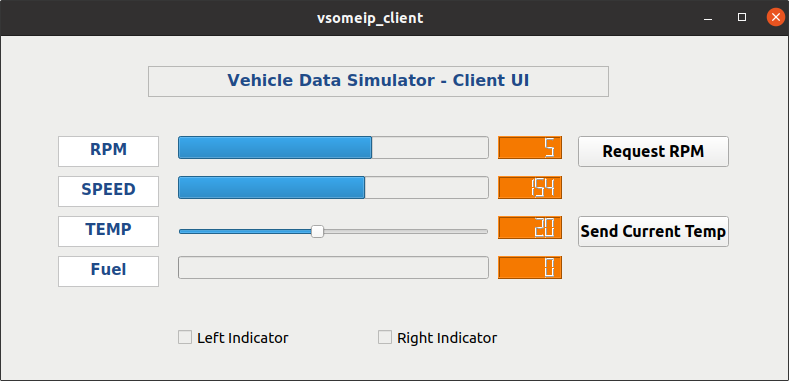 vsomeip_client
Vehicle Data Simulator - Client UI
RPM 5 Request RPM
SPEED 154
TEMP 20 Send Current Temp
Fuel 0
Left Indicator Right Indicator